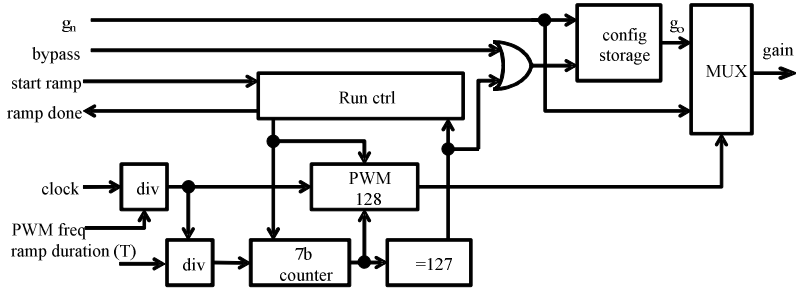 gn
bypass
start ramp
ramp done
clock
PWM freq
ramp duration (T)
div
div
Run ctrl
PWM
128
7b
counter
=127
config
storage
go
MUX
gain